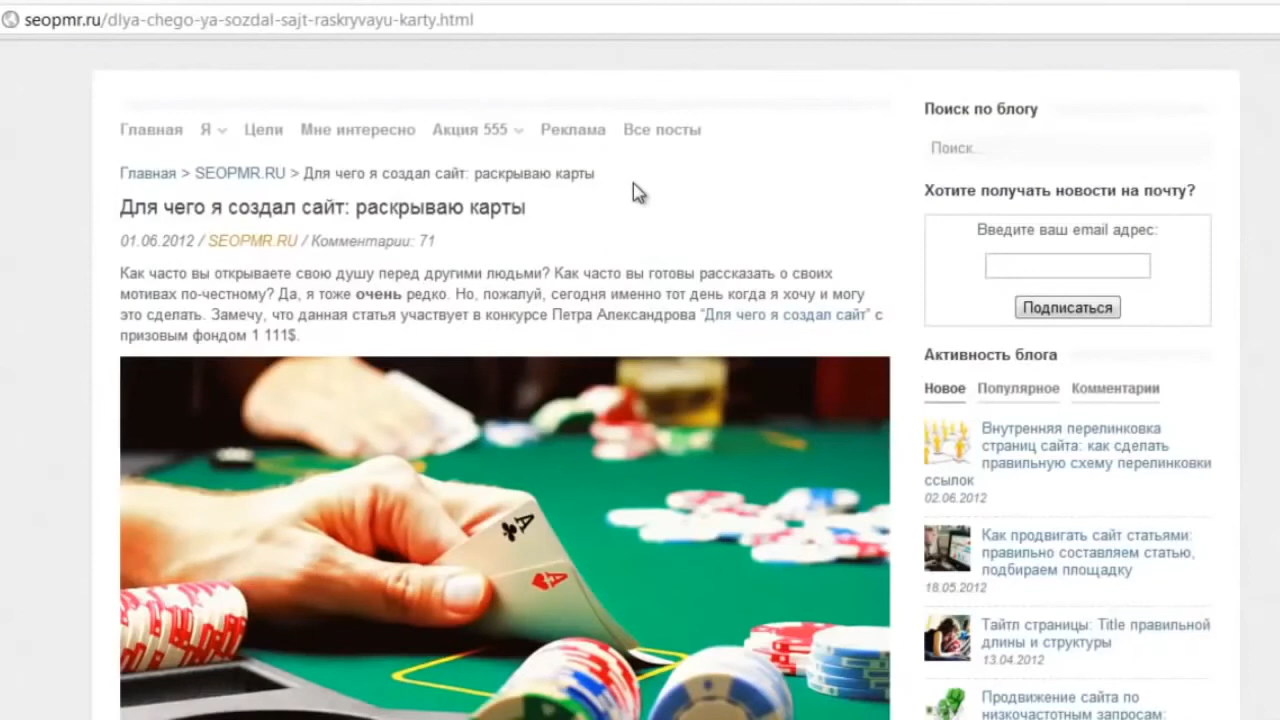 seopmr.ru/dlya-chego-ya-sozdal-sajt-raskryvayu-karty.html
Главная Я Цели Мне интересно Акция 555 Реклама Все посты
Главная > SEOPMR.RU > Для чего я создал сайт: раскрываю карты
Для чего я создал сайт: раскрываю карты
01.06.2012 / SEOPMR.RU / Комментарии: 71
Как часто вы открываете свою душу перед другими людьми? Как часто вы готовы рассказать о своих
мотивах по-честному? Да, я тоже очень редко. Но, пожалуй, сегодня именно тот день когда я хочу и могу
это сделать. Замечу, что данная статья участвует в конкурсе Петра Александрова "Для чего я создал сайт" с
призовым фондом 1 111$.
A
A
Поиск по блогу
Поиск...
Хотите получать новости на почту?
Введите ваш email адрес:
Подписаться
Активность блога
Новое Популярное Комментарии
Внутренняя перелинковка
страниц сайта: как сделать
правильную схему перелинковки
ссылок
02.06.2012
Как продвигать сайт статьями:
правильно составляем статью,
подбираем площадку
18.05.2012
Тайтл страницы: Title правильной
длины и структуры
13.04.2012
Продвижение сайта по
низкочастотным запросам: